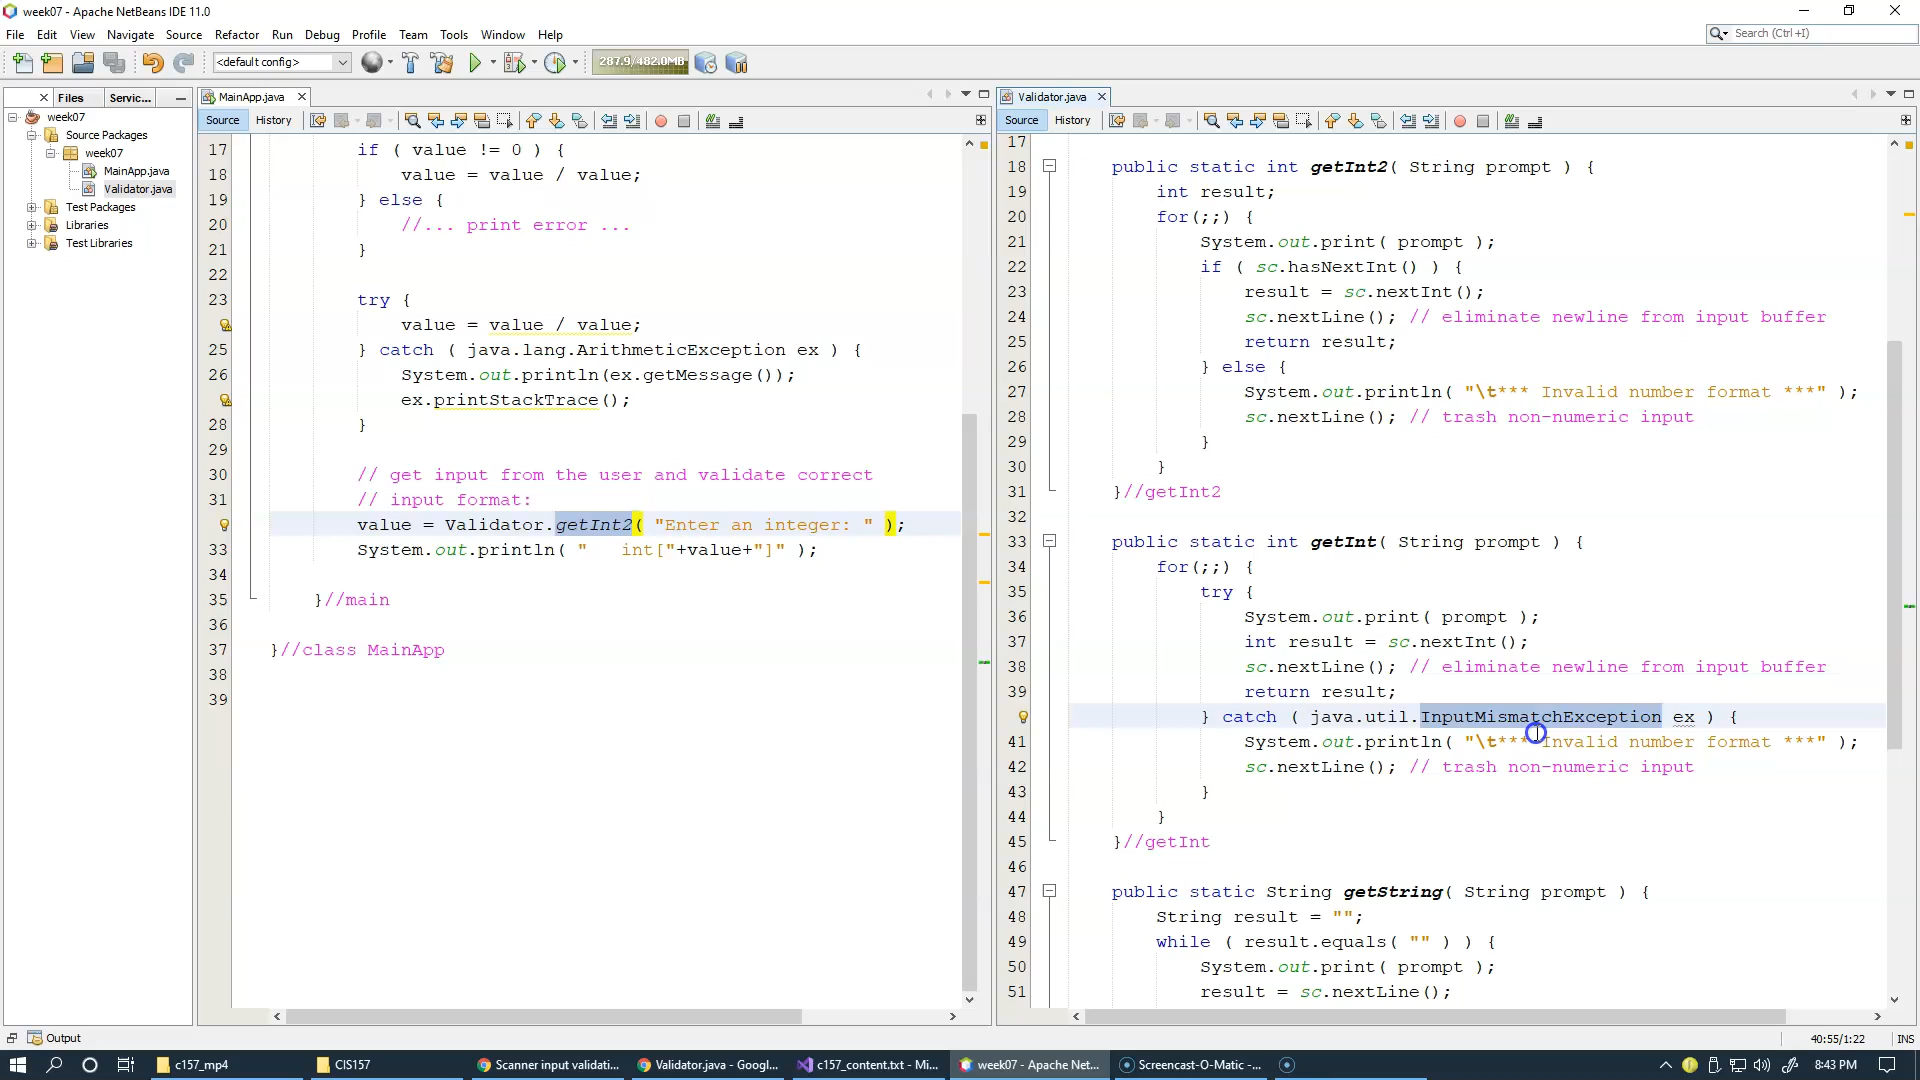 week07 - Apache NetBeans IDE 11.0
File Edit View Navigate Source Refactor Run Debug Profile Team Tools Window Help
Search (Ctrl+I)
<default config>
287.9/482.0MB
Files Servic...
week07
Source Packages
week07
MainApp.java
Validator.java
Test Packages
Libraries
Test Libraries
MainApp.java
Source History
17 if ( value != 0 ) {
18 value = value / value;
19 } else {
20 //... print error ...
21 }
22
23 try {
value = value / value;
25 } catch ( java.lang.ArithmeticException ex ) {
26 System.out.println(ex.getMessage());
ex.printStackTrace();
28 }
29
30 // get input from the user and validate correct
31 // input format:
value = Validator.getInt2( "Enter an integer: " );
33 System.out.println( "   int["+value+"]" );
34
35 }//main
36
37 }//class MainApp
38
39
Validator.java
Source History
17
18 public static int getInt2( String prompt ) {
19 int result;
20 for(;;) {
21 System.out.print( prompt );
22 if ( sc.hasNextInt() ) {
23 result = sc.nextInt();
24 sc.nextLine(); // eliminate newline from input buffer
25 return result;
26 } else {
27 System.out.println( "\t*** Invalid number format ***" );
28 sc.nextLine(); // trash non-numeric input
29 }
30 }
31 }//getInt2
32
33 public static int getInt( String prompt ) {
34 for(;;) {
35 try {
36 System.out.print( prompt );
37 int result = sc.nextInt();
38 sc.nextLine(); // eliminate newline from input buffer
39 return result;
} catch ( java.util.InputMismatchException ex ) {
41 System.out.println( "\t*** Invalid number format ***" );
42 sc.nextLine(); // trash non-numeric input
43 }
44 }
45 }//getInt
46
47 public static String getString( String prompt ) {
48 String result = "";
49 while ( result.equals( "" ) ) {
50 System.out.print( prompt );
51 result = sc.nextLine();
Output
40:55/1:22 INS
c157_mp4
CIS157
Scanner input validati...
Validator.java - Googl...
c157_content.txt - Mi...
week07 - Apache Net...
Screencast-O-Matic -...
8:43 PM